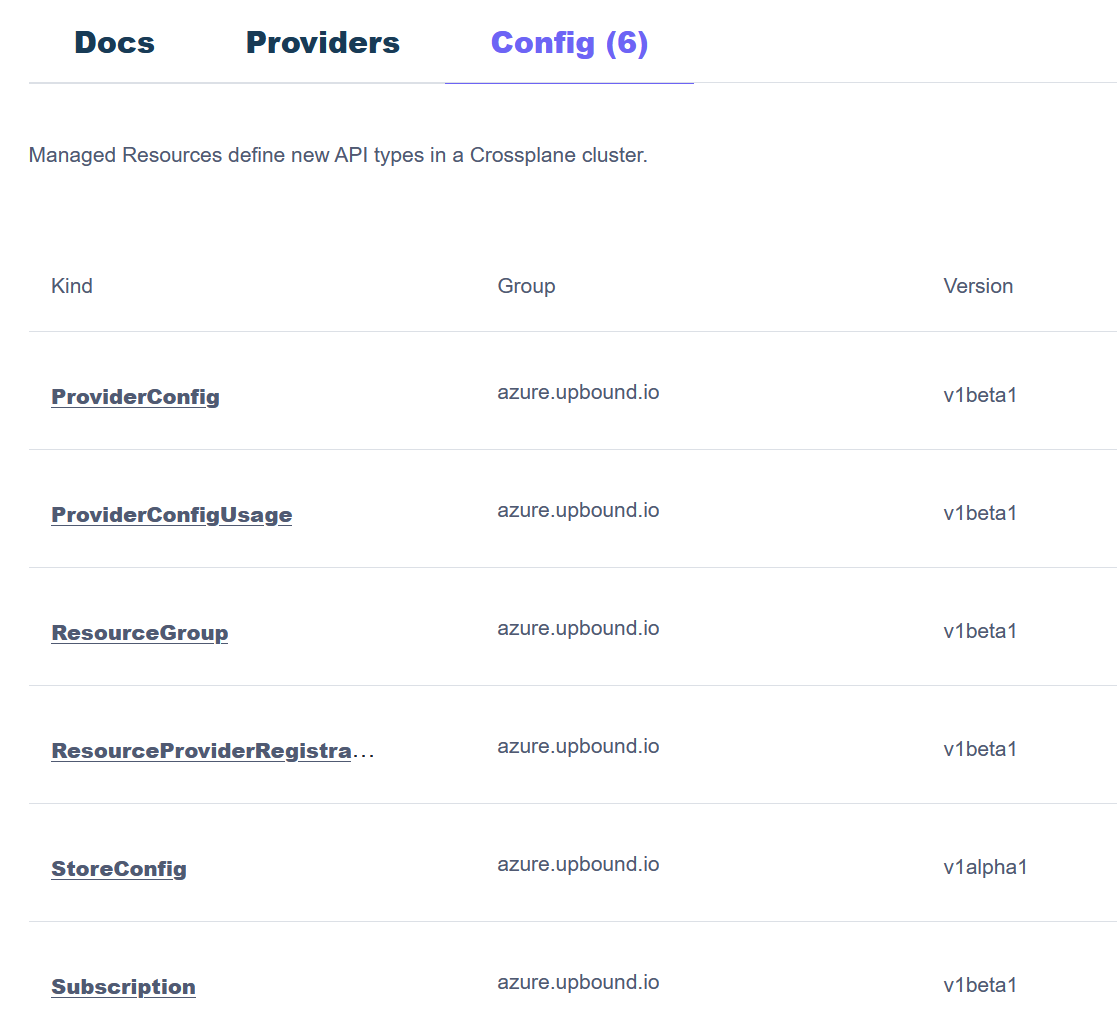 Docs Providers Config (6)
Managed Resources define new API types in a Crossplane cluster.
Kind Group Version
ProviderConfig azure.upbound.io v1beta1
ProviderConfigUsage azure.upbound.io v1beta1
ResourceGroup azure.upbound.io v1beta1
ResourceProviderRegistra... azure.upbound.io v1beta1
StoreConfig azure.upbound.io v1alpha1
Subscription azure.upbound.io v1beta1